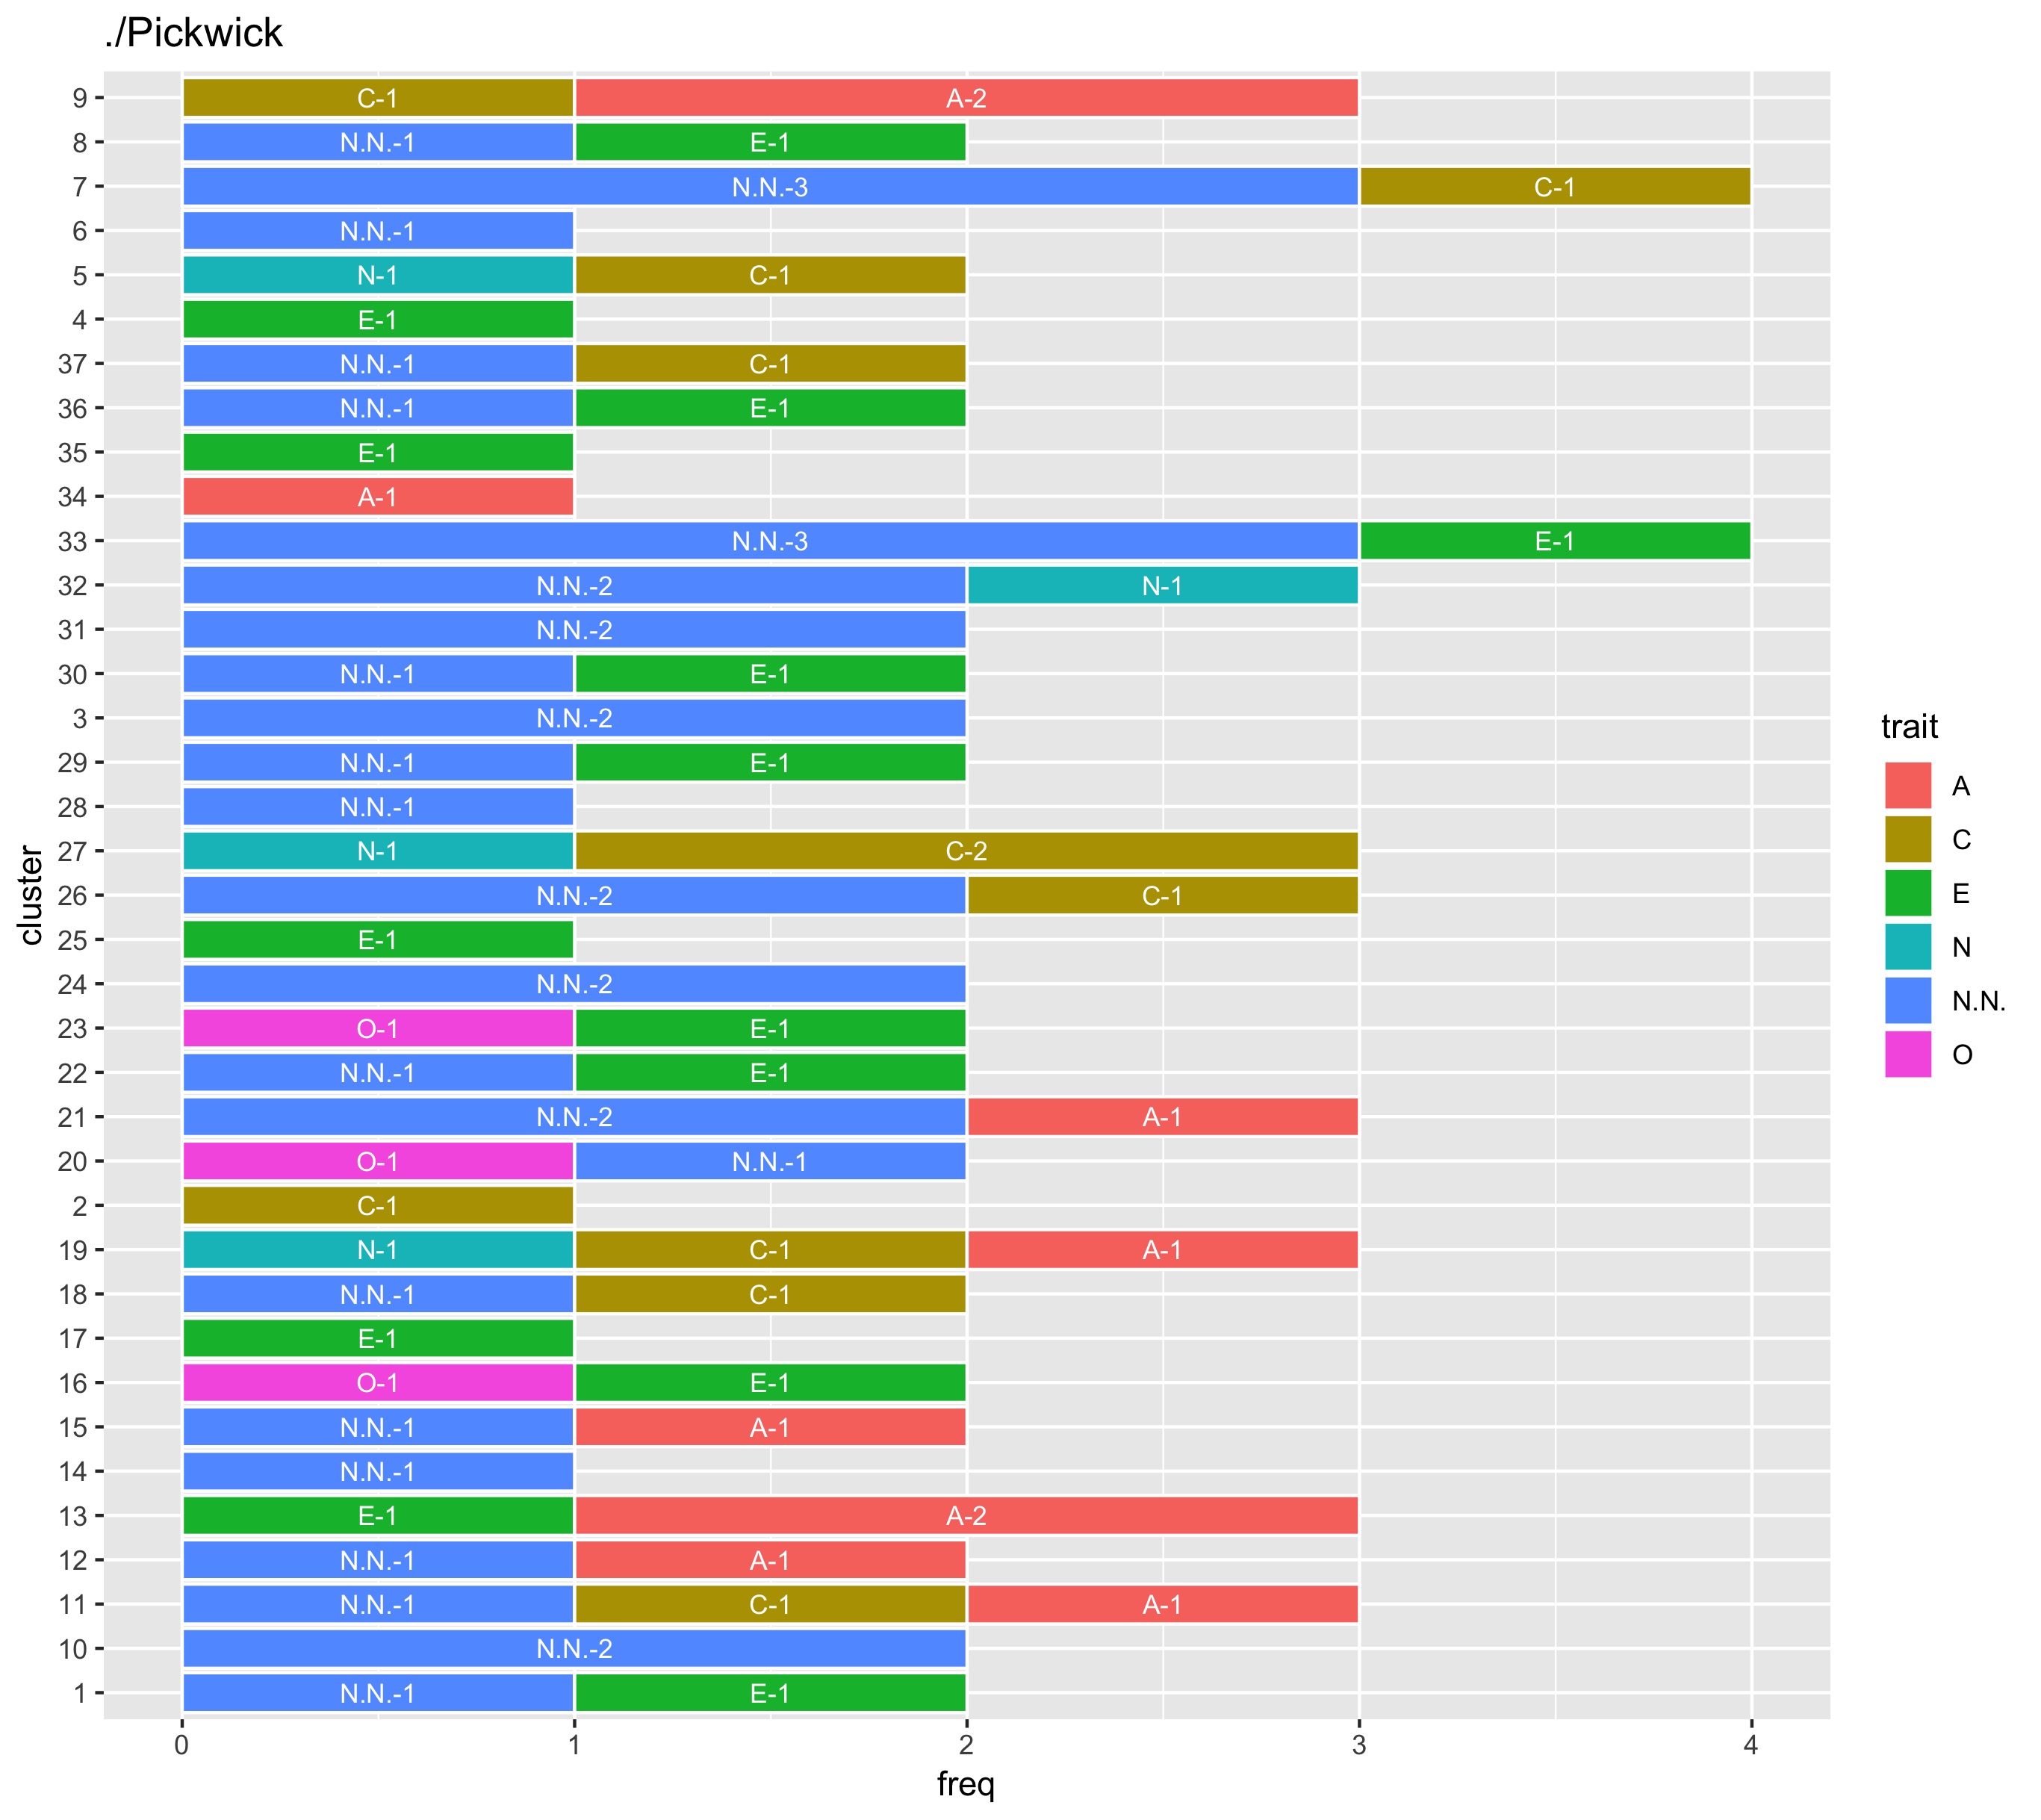 ./Pickwick
9 C-1 A-2
8 N.N.-1 E-1
7 N.N.-3 C-1
6 N.N.-1
5 N-1 C-1
4 E-1
37 N.N.-1 C-1
36 N.N.-1 E-1
35 E-1
34 A-1
33 N.N.-3 E-1
32 N.N.-2 N-1
31 N.N.-2
30 N.N.-1 E-1
3 N.N.-2
29 N.N.-1 E-1
28 N.N.-1
27 N-1 C-2
26 N.N.-2 C-1
25 E-1
24 N.N.-2
23 O-1 E-1
22 N.N.-1 E-1
21 N.N.-2 A-1
20 O-1 N.N.-1
2 C-1
19 N-1 C-1 A-1
18 N.N.-1 C-1
17 E-1
16 O-1 E-1
15 N.N.-1 A-1
14 N.N.-1
13 E-1 A-2
12 N.N.-1 A-1
11 N.N.-1 C-1 A-1
10 N.N.-2
1 N.N.-1 E-1
0 1 2 3 4
freq
cluster
trait
A
C
E
N
N.N.
O